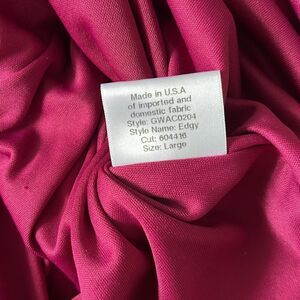 Made in U.S.A
of imported and
domestic fabric
Style: GWAC0204
Style Name: Edgy
Cut: 604416
Size: Large